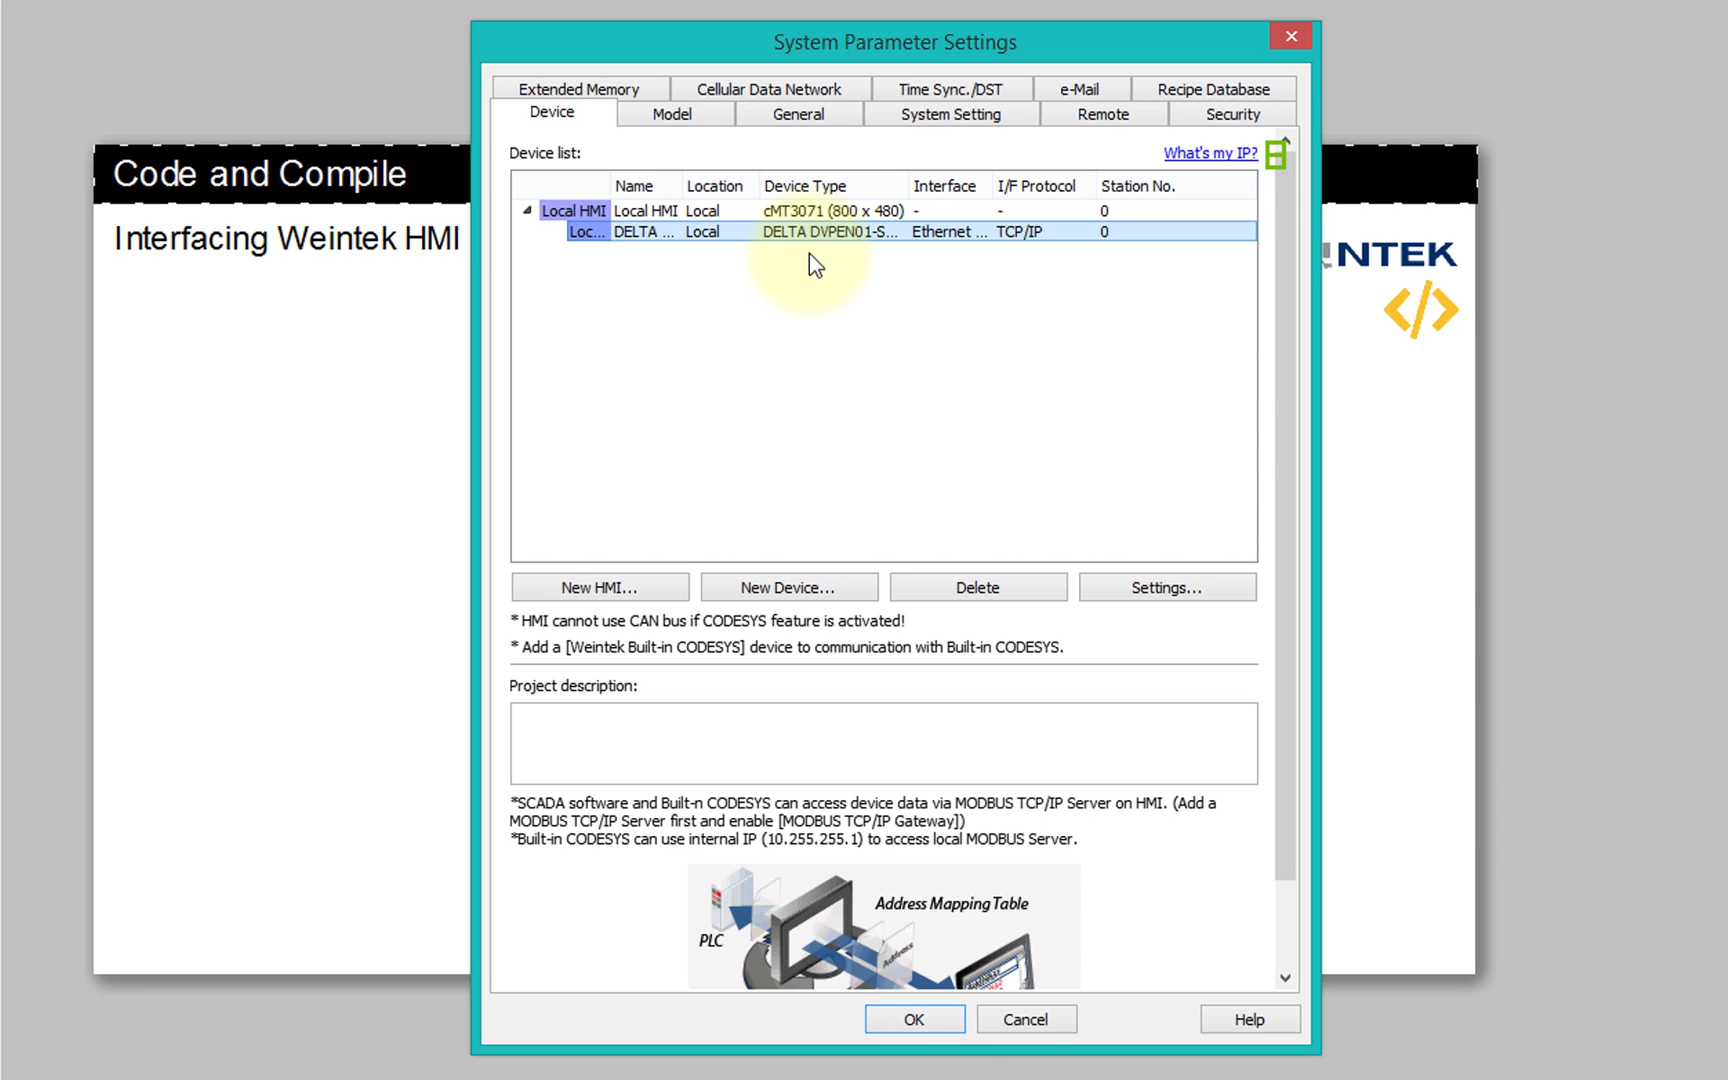 System Parameter Settings
Extended Memory Cellular Data Network Time Sync./DST e-Mail Recipe Database
Device Model General System Setting Remote Security
Device list: What's my IP?
Name Location Device Type Interface I/F Protocol Station No.
Local HMI Local HMI Local cMT3071 (800 x 480) - - 0
Loc... DELTA ... Local DELTA DVPEN01-S... Ethernet ... TCP/IP 0
Code and Compile
Interfacing Weintek HMI
NTEK
</>
New HMI... New Device... Delete Settings...
* HMI cannot use CAN bus if CODESYS feature is activated!
* Add a [Weintek Built-in CODESYS] device to communication with Built-in CODESYS.
Project description:
*SCADA software and Built-n CODESYS can access device data via MODBUS TCP/IP Server on HMI. (Add a
MODBUS TCP/IP Server first and enable [MODBUS TCP/IP Gateway])
*Built-in CODESYS can use internal IP (10.255.255.1) to access local MODBUS Server.
Address Mapping Table
PLC
Address
OK Cancel Help